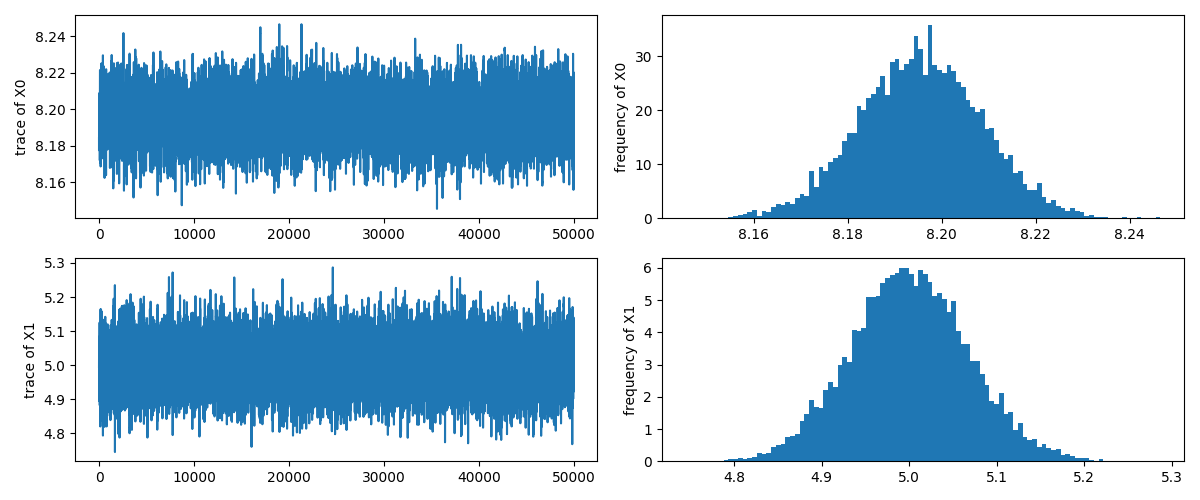 trace of X0
8.24
8.22
8.20
8.18
8.16
0 10000 20000 30000 40000 50000
frequency of X0
30
20
10
0
8.16 8.18 8.20 8.22 8.24
trace of X1
5.3
5.2
5.1
5.0
4.9
4.8
0 10000 20000 30000 40000 50000
frequency of X1
6
5
4
3
2
1
0
4.8 4.9 5.0 5.1 5.2 5.3